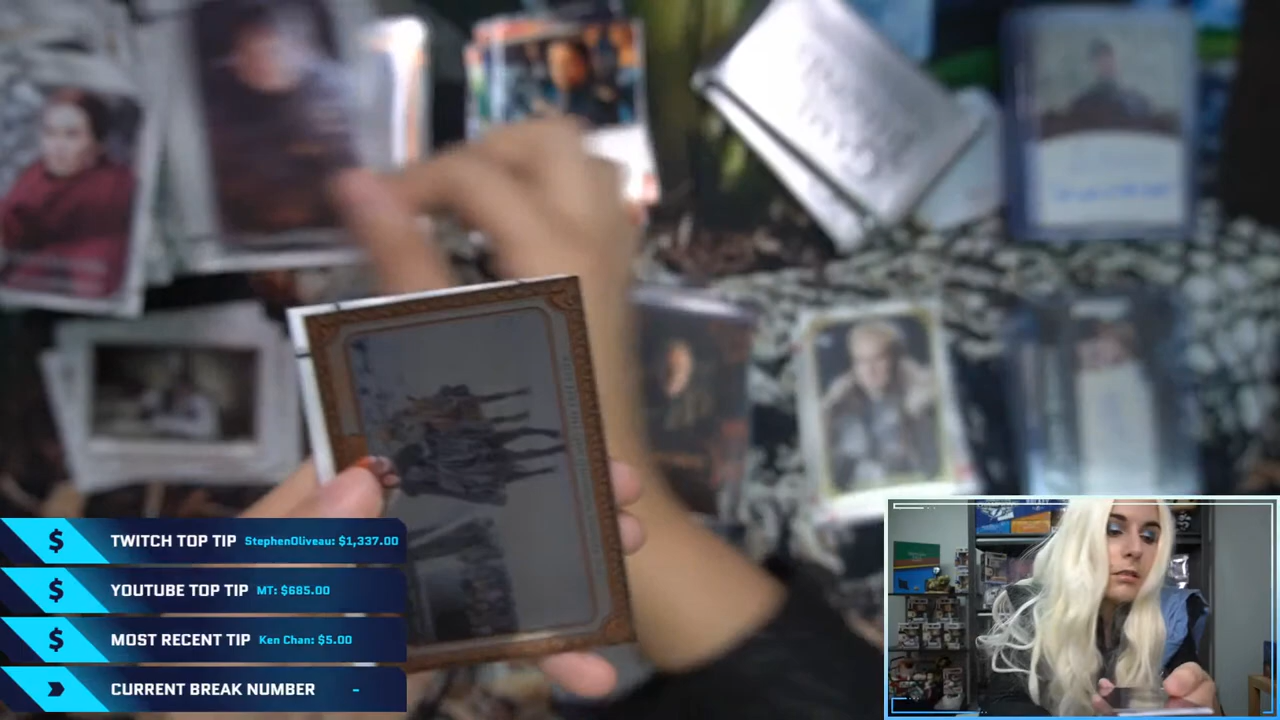 $ TWITCH TOP TIP StephenOliveau: $1,337.00
$ YOUTUBE TOP TIP MT: $685.00
$ MOST RECENT TIP Ken Chan: $5.00
CURRENT BREAK NUMBER -